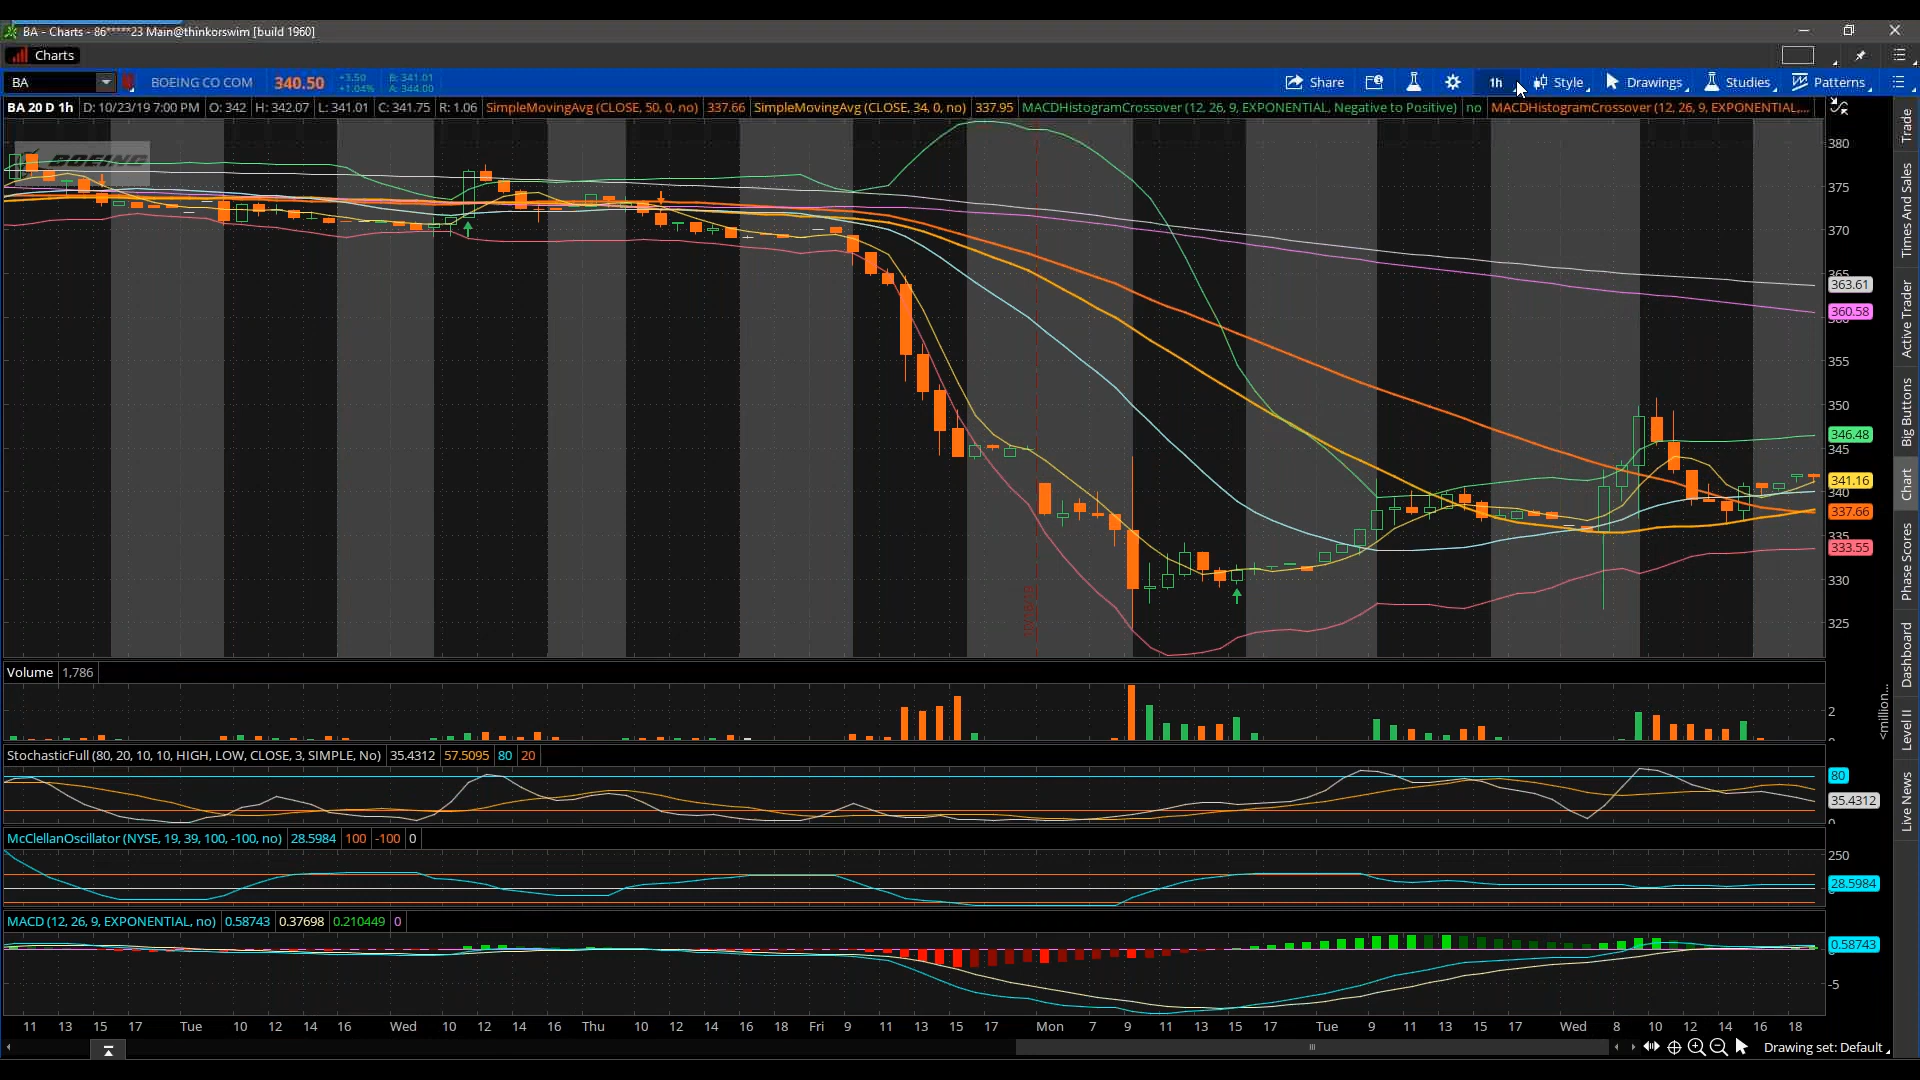 BA - Charts - 86*****23 Main@thinkorswim [build 1960]
Charts
BA BOEING CO COM 340.50 +3.50 +1.04% B: 341.01 A: 344.00 Share 1h Style Drawings Studies Patterns
BA 20 D 1h D: 10/23/19 7:00 PM O: 342 H: 342.07 L: 341.01 C: 341.75 R: 1.06 SimpleMovingAvg (CLOSE, 50, 0, no) 337.66 SimpleMovingAvg (CLOSE, 34, 0, no) 337.95 MACDHistogramCrossover (12, 26, 9, EXPONENTIAL, Negative to Positive) no MACDHistogramCrossover (12, 26, 9, EXPONENTIAL,...
BOEING
380
375
370
365
363.61
360.58
355
350
346.48
345
341.16
340
337.66
335
333.55
330
325
Volume 1,786
2
<million...
StochasticFull (80, 20, 10, 10, HIGH, LOW, CLOSE, 3, SIMPLE, No) 35.4312 57.5095 80 20
80
35.4312
McClellanOscillator (NYSE, 19, 39, 100, -100, no) 28.5984 100 -100 0
250
28.5984
MACD (12, 26, 9, EXPONENTIAL, no) 0.58743 0.37698 0.210449 0
0.58743
-5
11 13 15 17 Tue 10 12 14 16 Wed 10 12 14 16 Thu 10 12 14 16 18 Fri 9 11 13 15 17 Mon 7 9 11 13 15 17 Tue 9 11 13 15 17 Wed 8 10 12 14 16 18
Drawing set: Default
Trade
Times And Sales
Active Trader
Big Buttons
Chart
Phase Scores
Dashboard
Level II
Live News